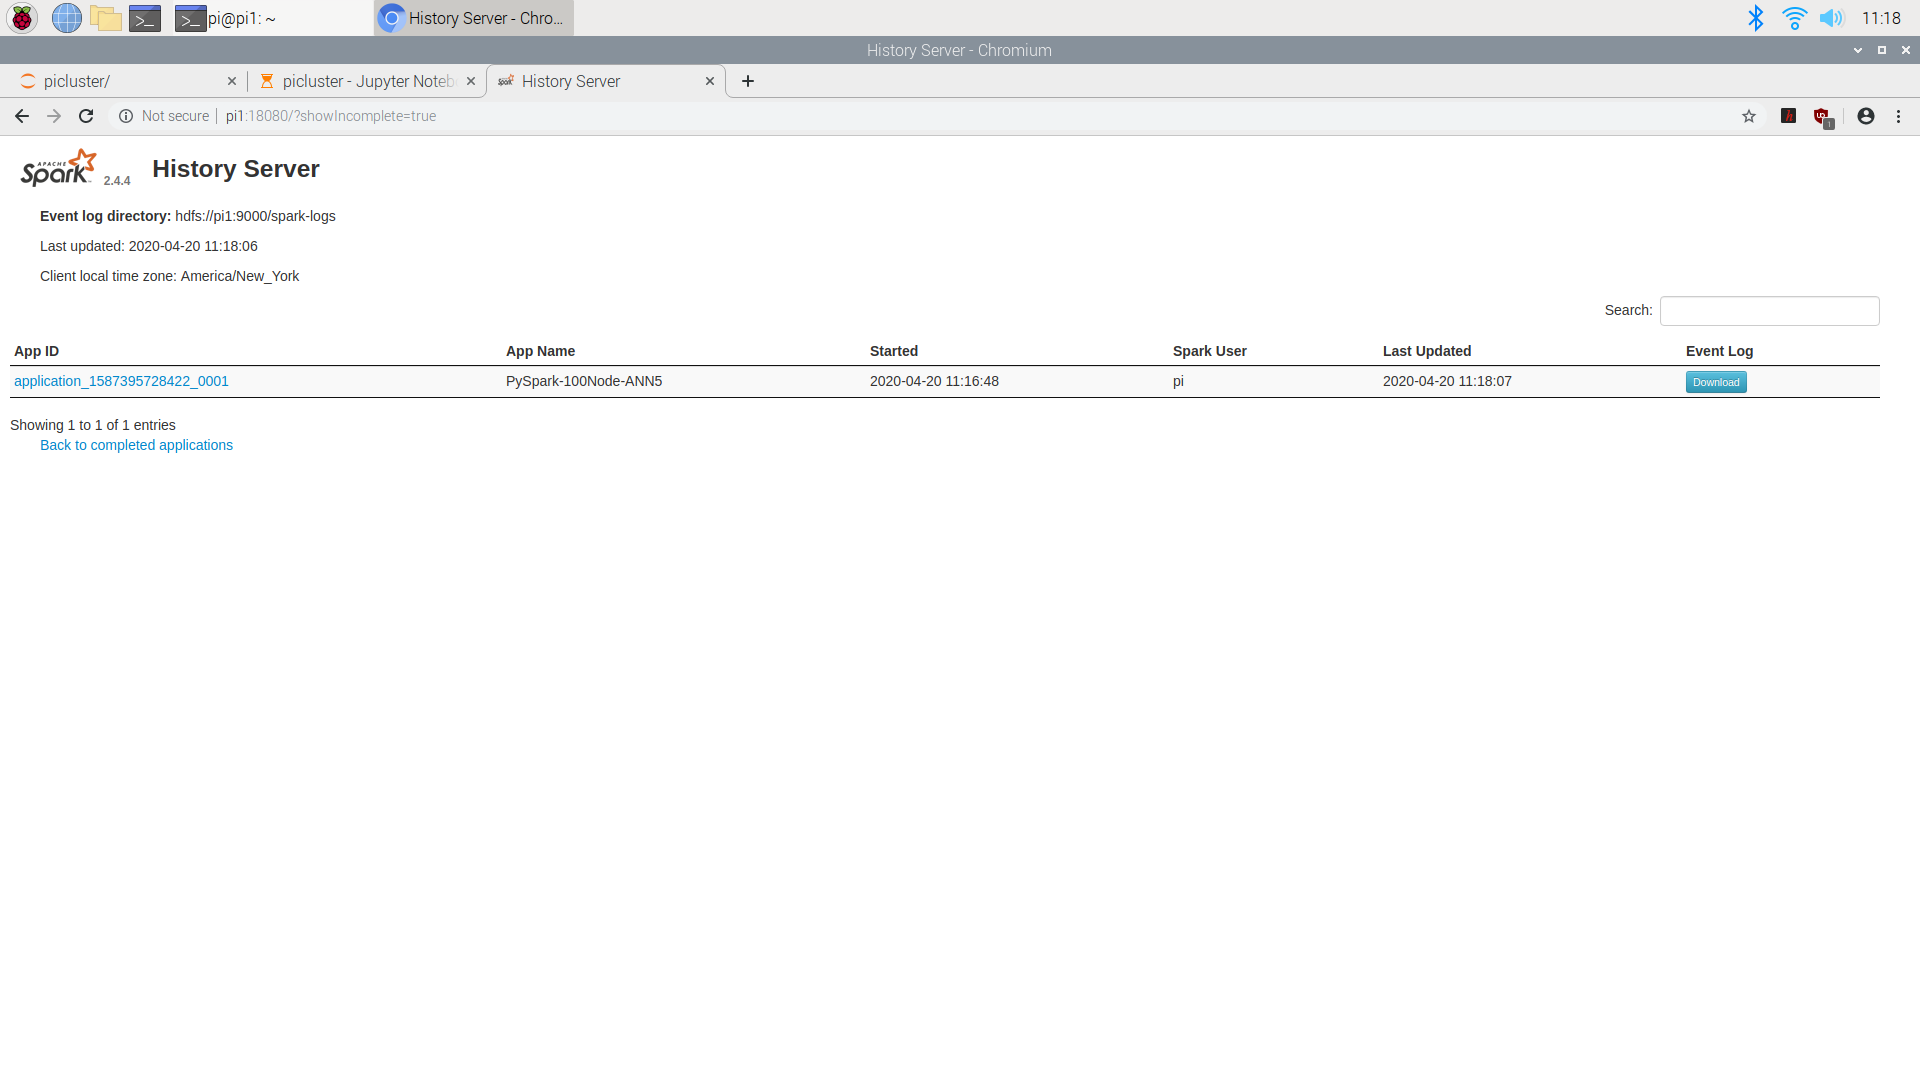 pi@pi1: ~
History Server - Chro...
11:18
History Server - Chromium
picluster/
picluster - Jupyter Noteb
History Server
Not secure
pi1:18080/?showIncomplete=true
APACHE Spark 2.4.4
History Server
Event log directory: hdfs://pi1:9000/spark-logs
Last updated: 2020-04-20 11:18:06
Client local time zone: America/New_York
Search:
App ID App Name Started Spark User Last Updated Event Log
application_1587395728422_0001 PySpark-100Node-ANN5 2020-04-20 11:16:48 pi 2020-04-20 11:18:07 Download
Showing 1 to 1 of 1 entries
Back to completed applications